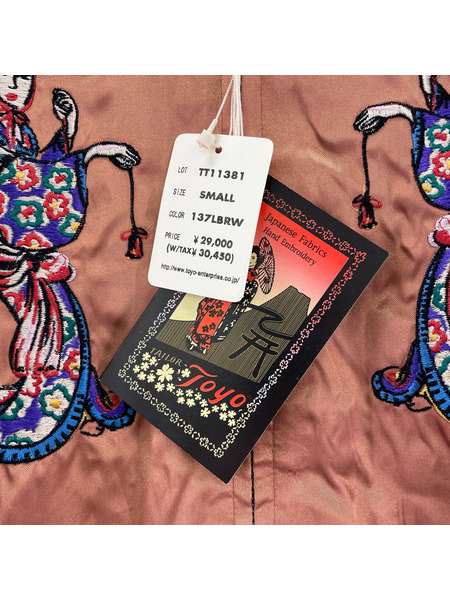 LOT TT11381
SIZE SMALL
COLOR 137LBRW
PRICE ¥ 29,000
(W/TAX¥ 30,450)
http://www.toyo-enterprise.co.jp/
Japanese Fabrics
Hand Embroidery
TAILOR
Toyo